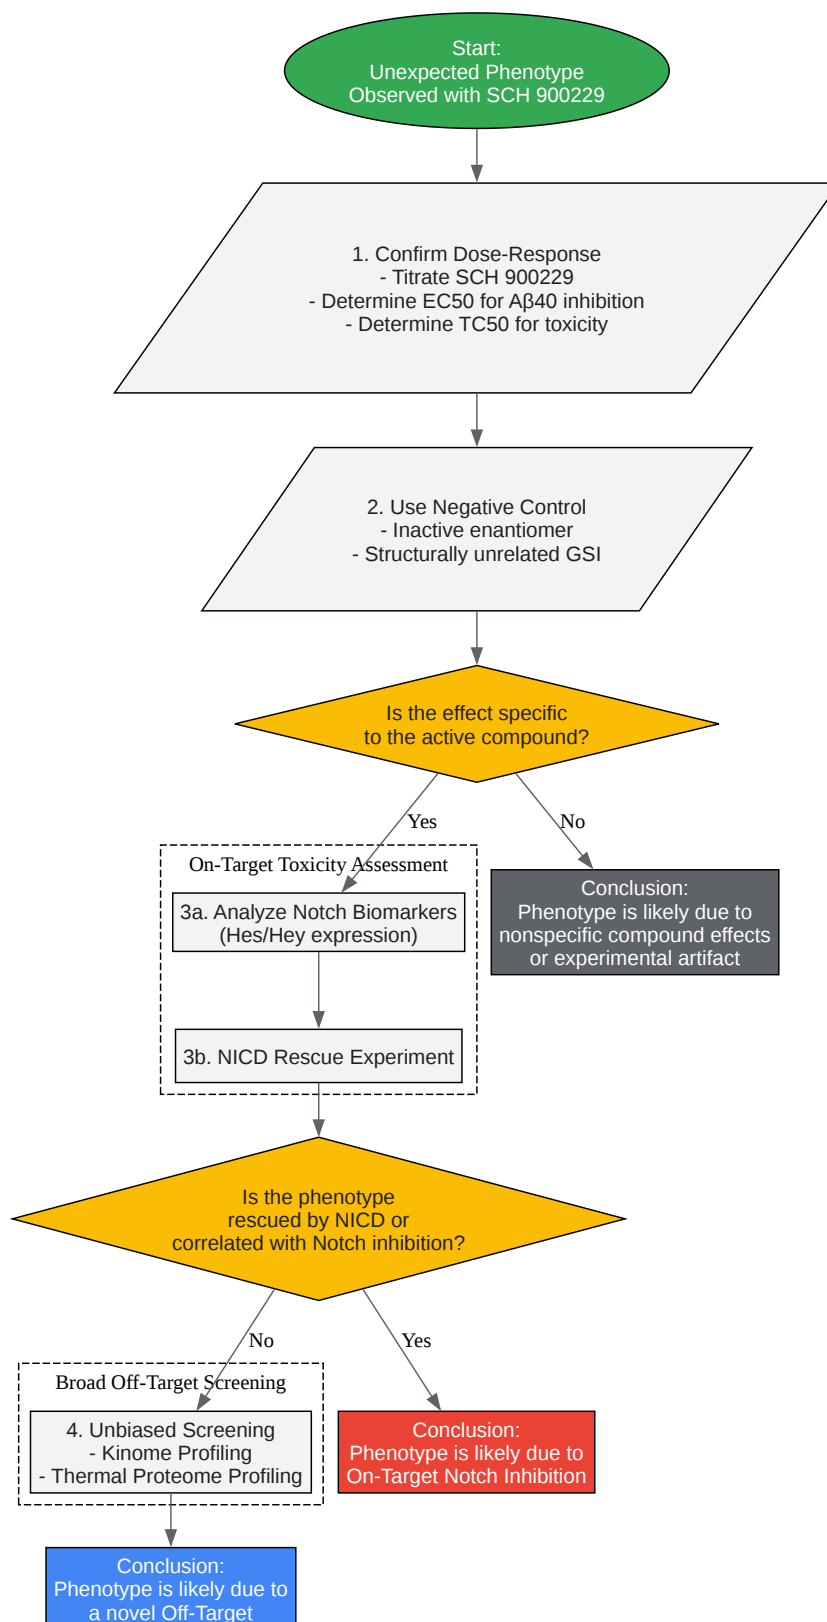 Start:
Unexpected Phenotype
Observed with SCH 900229
1. Confirm Dose-Response
- Titrate SCH 900229
- Determine EC50 for Aβ40 inhibition
- Determine TC50 for toxicity
2. Use Negative Control
- Inactive enantiomer
- Structurally unrelated GSI
Is the effect specific
to the active compound?
Yes
No
On-Target Toxicity Assessment
3a. Analyze Notch Biomarkers
(Hes/Hey expression)
Conclusion:
Phenotype is likely due to
nonspecific compound effects
or experimental artifact
3b. NICD Rescue Experiment
Is the phenotype
rescued by NICD or
correlated with Notch inhibition?
No
Yes
Broad Off-Target Screening
4. Unbiased Screening
- Kinome Profiling
- Thermal Proteome Profiling
Conclusion:
Phenotype is likely due to
On-Target Notch Inhibition
Conclusion:
Phenotype is likely due to
a novel Off-Target